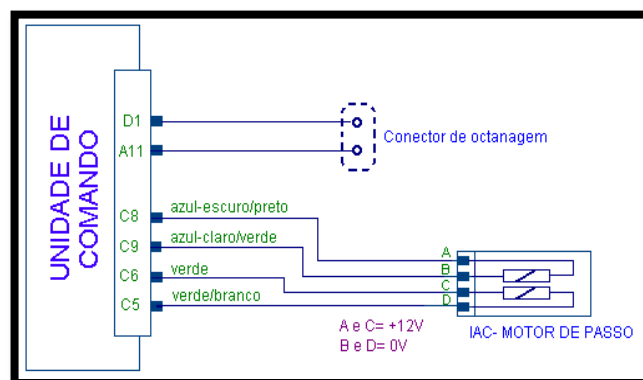 UNIDADE DE
COMANDO
D1
A11
Conector de octanagem
C8
azul-escuro/preto
C9
azul-claro/verde
C6
verde
C5
verde/branco
A
B
C
D
A e C= +12V
B e D= 0V
IAC- MOTOR DE PASSO